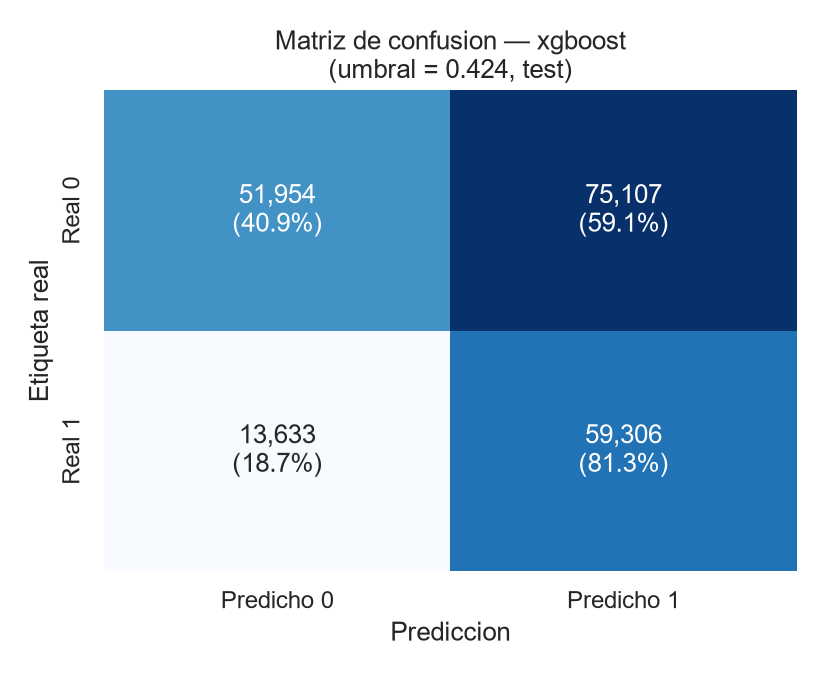 Matriz de confusion — xgboost
(umbral = 0.424, test)
Etiqueta real
Real 0
51,954
(40.9%)
75,107
(59.1%)
Real 1
13,633
(18.7%)
59,306
(81.3%)
Predicho 0
Predicho 1
Prediccion